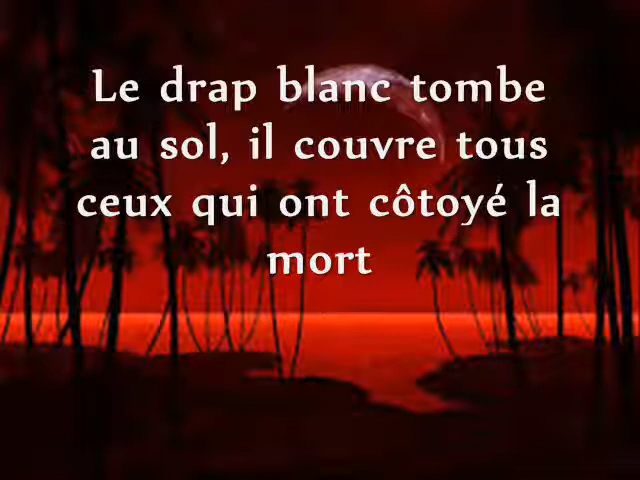 Le drap blanc tombe
au sol, il couvre tous
ceux qui ont côtoyé la
mort